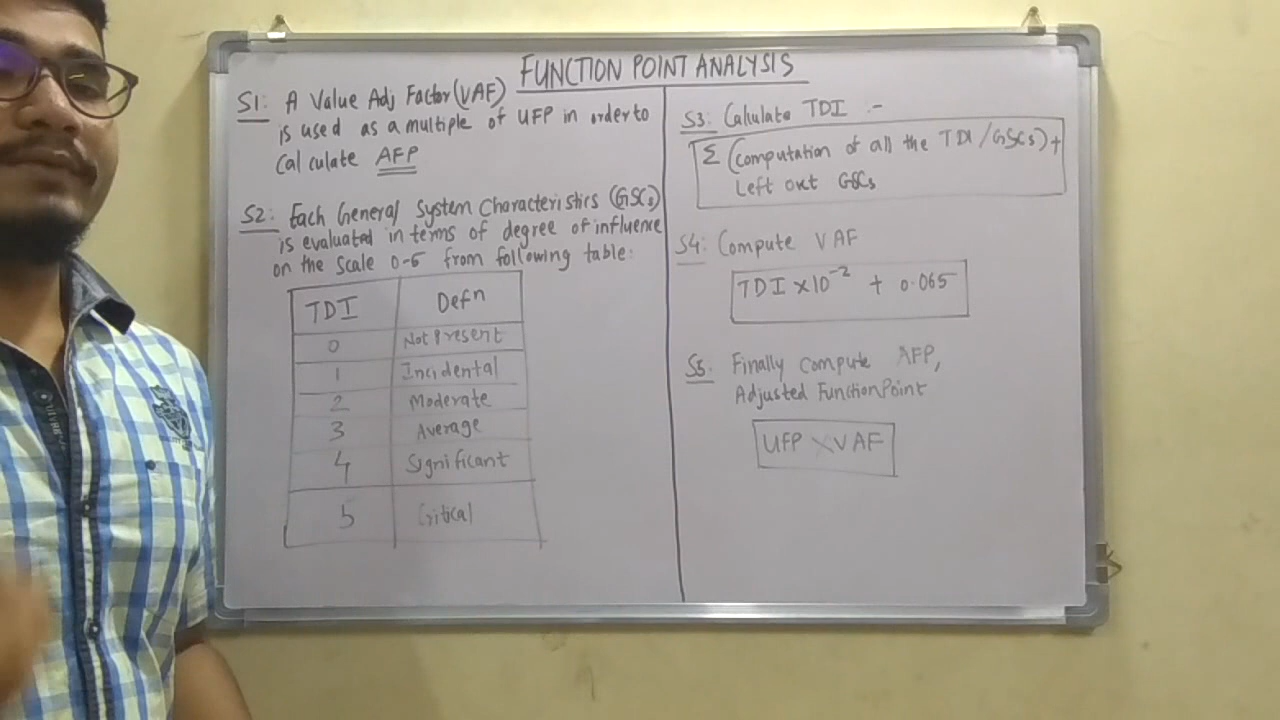 FUNCTION POINT ANALYSIS
S1: A Value Adj Factor(VAF)
is used as a multiple of UFP in order to
calculate AFP
S2: Each General System Characteristics (GSCs)
is evaluated in terms of degree of influence
on the scale 0-5 from following table:
TDI Defn
0 Not Present
1 Incidental
2 Moderate
3 Average
4 Significant
5 Critical
S3: Calulate TDI :-
Σ (computation of all the TDI/GSCs) +
Left out GSCs
S4: Compute VAF
TDI × 10⁻² + 0.065
S5: Finally compute AFP,
Adjusted Function Point
UFP × VAF